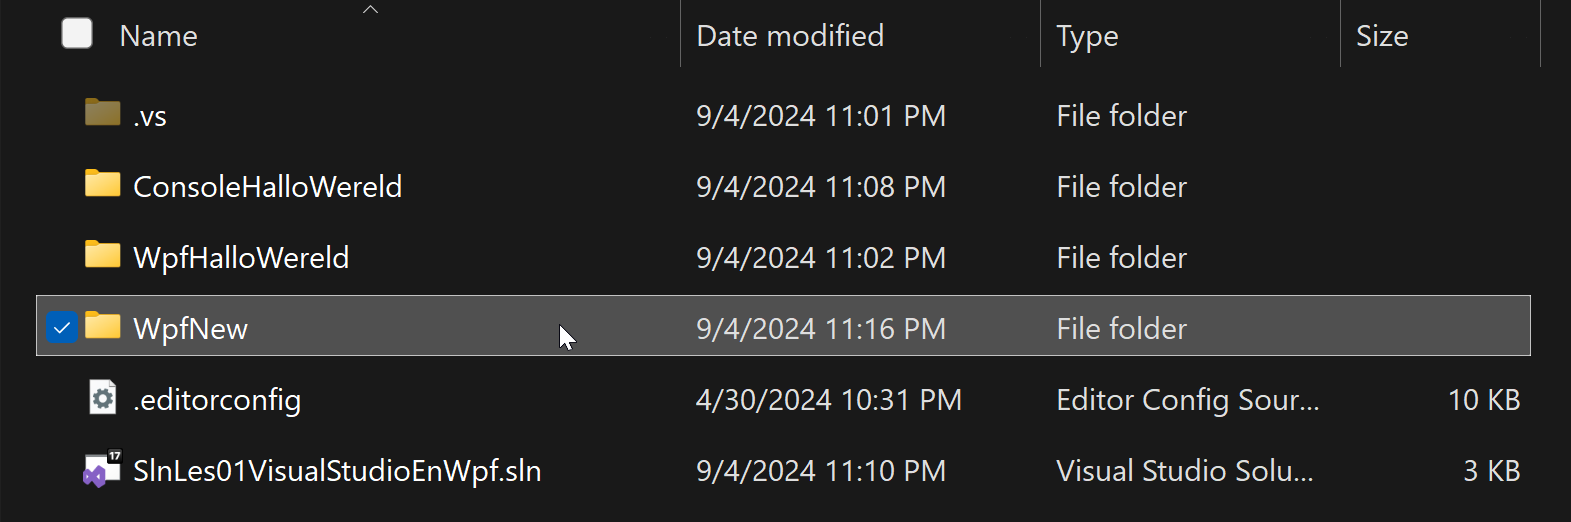 Name Date modified Type Size
.vs 9/4/2024 11:01 PM File folder
ConsoleHalloWereld 9/4/2024 11:08 PM File folder
WpfHalloWereld 9/4/2024 11:02 PM File folder
WpfNew 9/4/2024 11:16 PM File folder
.editorconfig 4/30/2024 10:31 PM Editor Config Sour... 10 KB
17
SlnLes01VisualStudioEnWpf.sln 9/4/2024 11:10 PM Visual Studio Solu... 3 KB